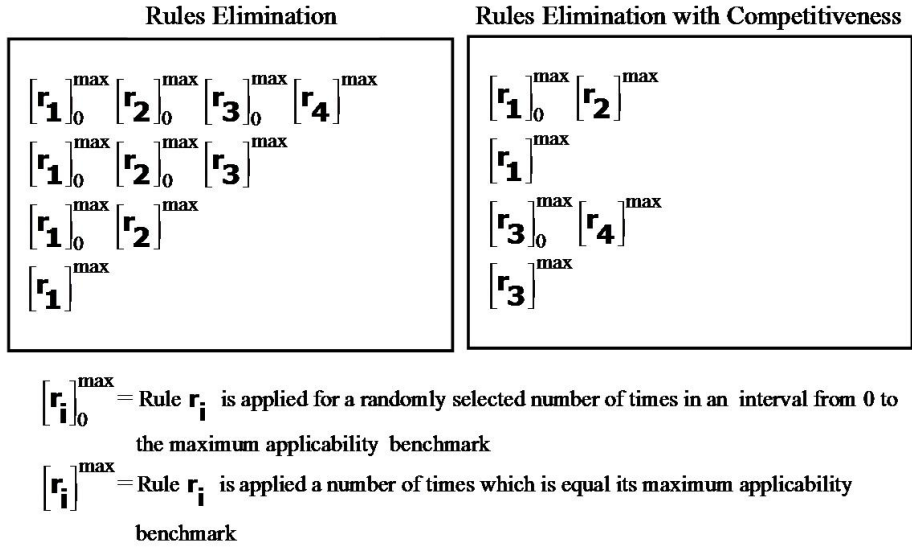 Rules Elimination
[r1]0max [r2]0max [r3]0max [r4]max
[r1]0max [r2]0max [r3]max
[r1]0max [r2]max
[r1]max
Rules Elimination with Competitiveness
[r1]0max [r2]max
[r1]max
[r3]0max [r4]max
[r3]max
[ri]0max = Rule ri is applied for a randomly selected number of times in an interval from 0 to
the maximum applicability benchmark
[ri]max = Rule ri is applied a number of times which is equal its maximum applicability
benchmark